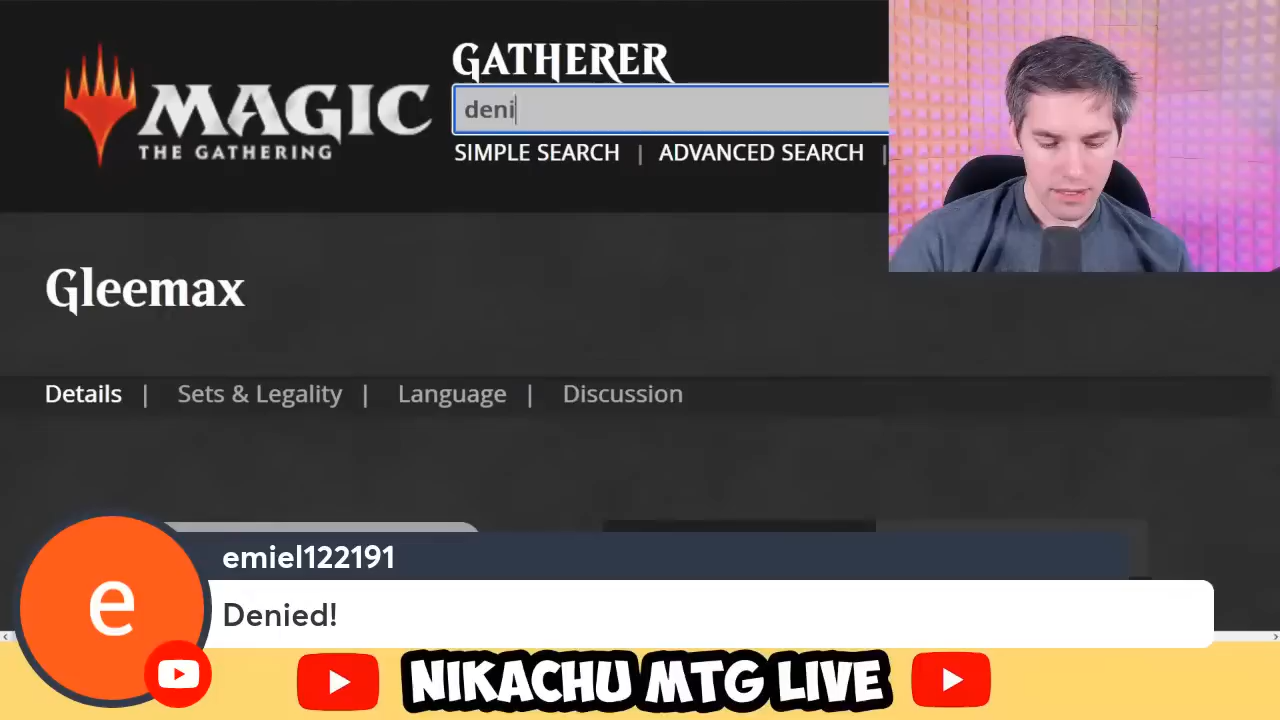 MAGIC
THE GATHERING
GATHERER
deni
SIMPLE SEARCH | ADVANCED SEARCH |
Gleemax
Details | Sets & Legality | Language | Discussion
e
emiel122191
Denied!
NIKACHU MTG LIVE